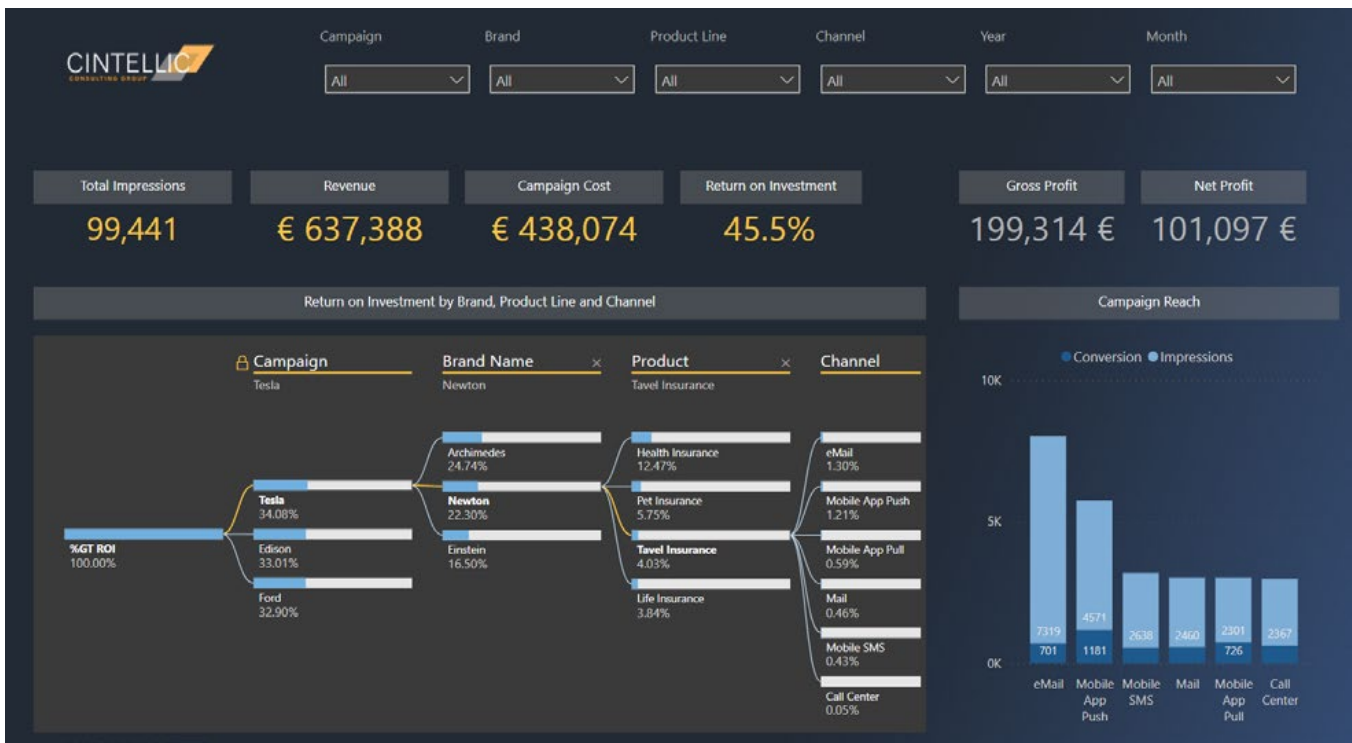 CINTELLIC
CONSULTING GROUP
Campaign Brand Product Line Channel Year Month
All All All All All All
Total Impressions Revenue Campaign Cost Return on Investment Gross Profit Net Profit
99,441 € 637,388 € 438,074 45.5% 199,314 € 101,097 €
Return on Investment by Brand, Product Line and Channel Campaign Reach
Campaign Brand Name Product Channel
Tesla Newton Tavel Insurance
%GT ROI
100.00%
Tesla
34.08%
Edison
33.01%
Ford
32.90%
Archimedes
24.74%
Newton
22.30%
Einstein
16.50%
Health Insurance
12.47%
Pet Insurance
5.75%
Tavel Insurance
4.03%
Life Insurance
3.84%
eMail
1.30%
Mobile App Push
1.21%
Mobile App Pull
0.59%
Mail
0.46%
Mobile SMS
0.43%
Call Center
0.05%
Conversion Impressions
10K
5K
0K
7319 4571 2638 2460 2301 2367
701 1181 726
eMail Mobile Mobile Mail Mobile Call
App SMS App Center
Push Pull